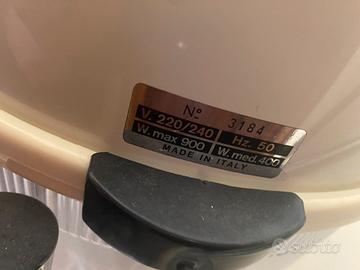 N° 3184
V. 220/240 Hz. 50
W. max 900 W. med. 400
MADE IN ITALY
subito